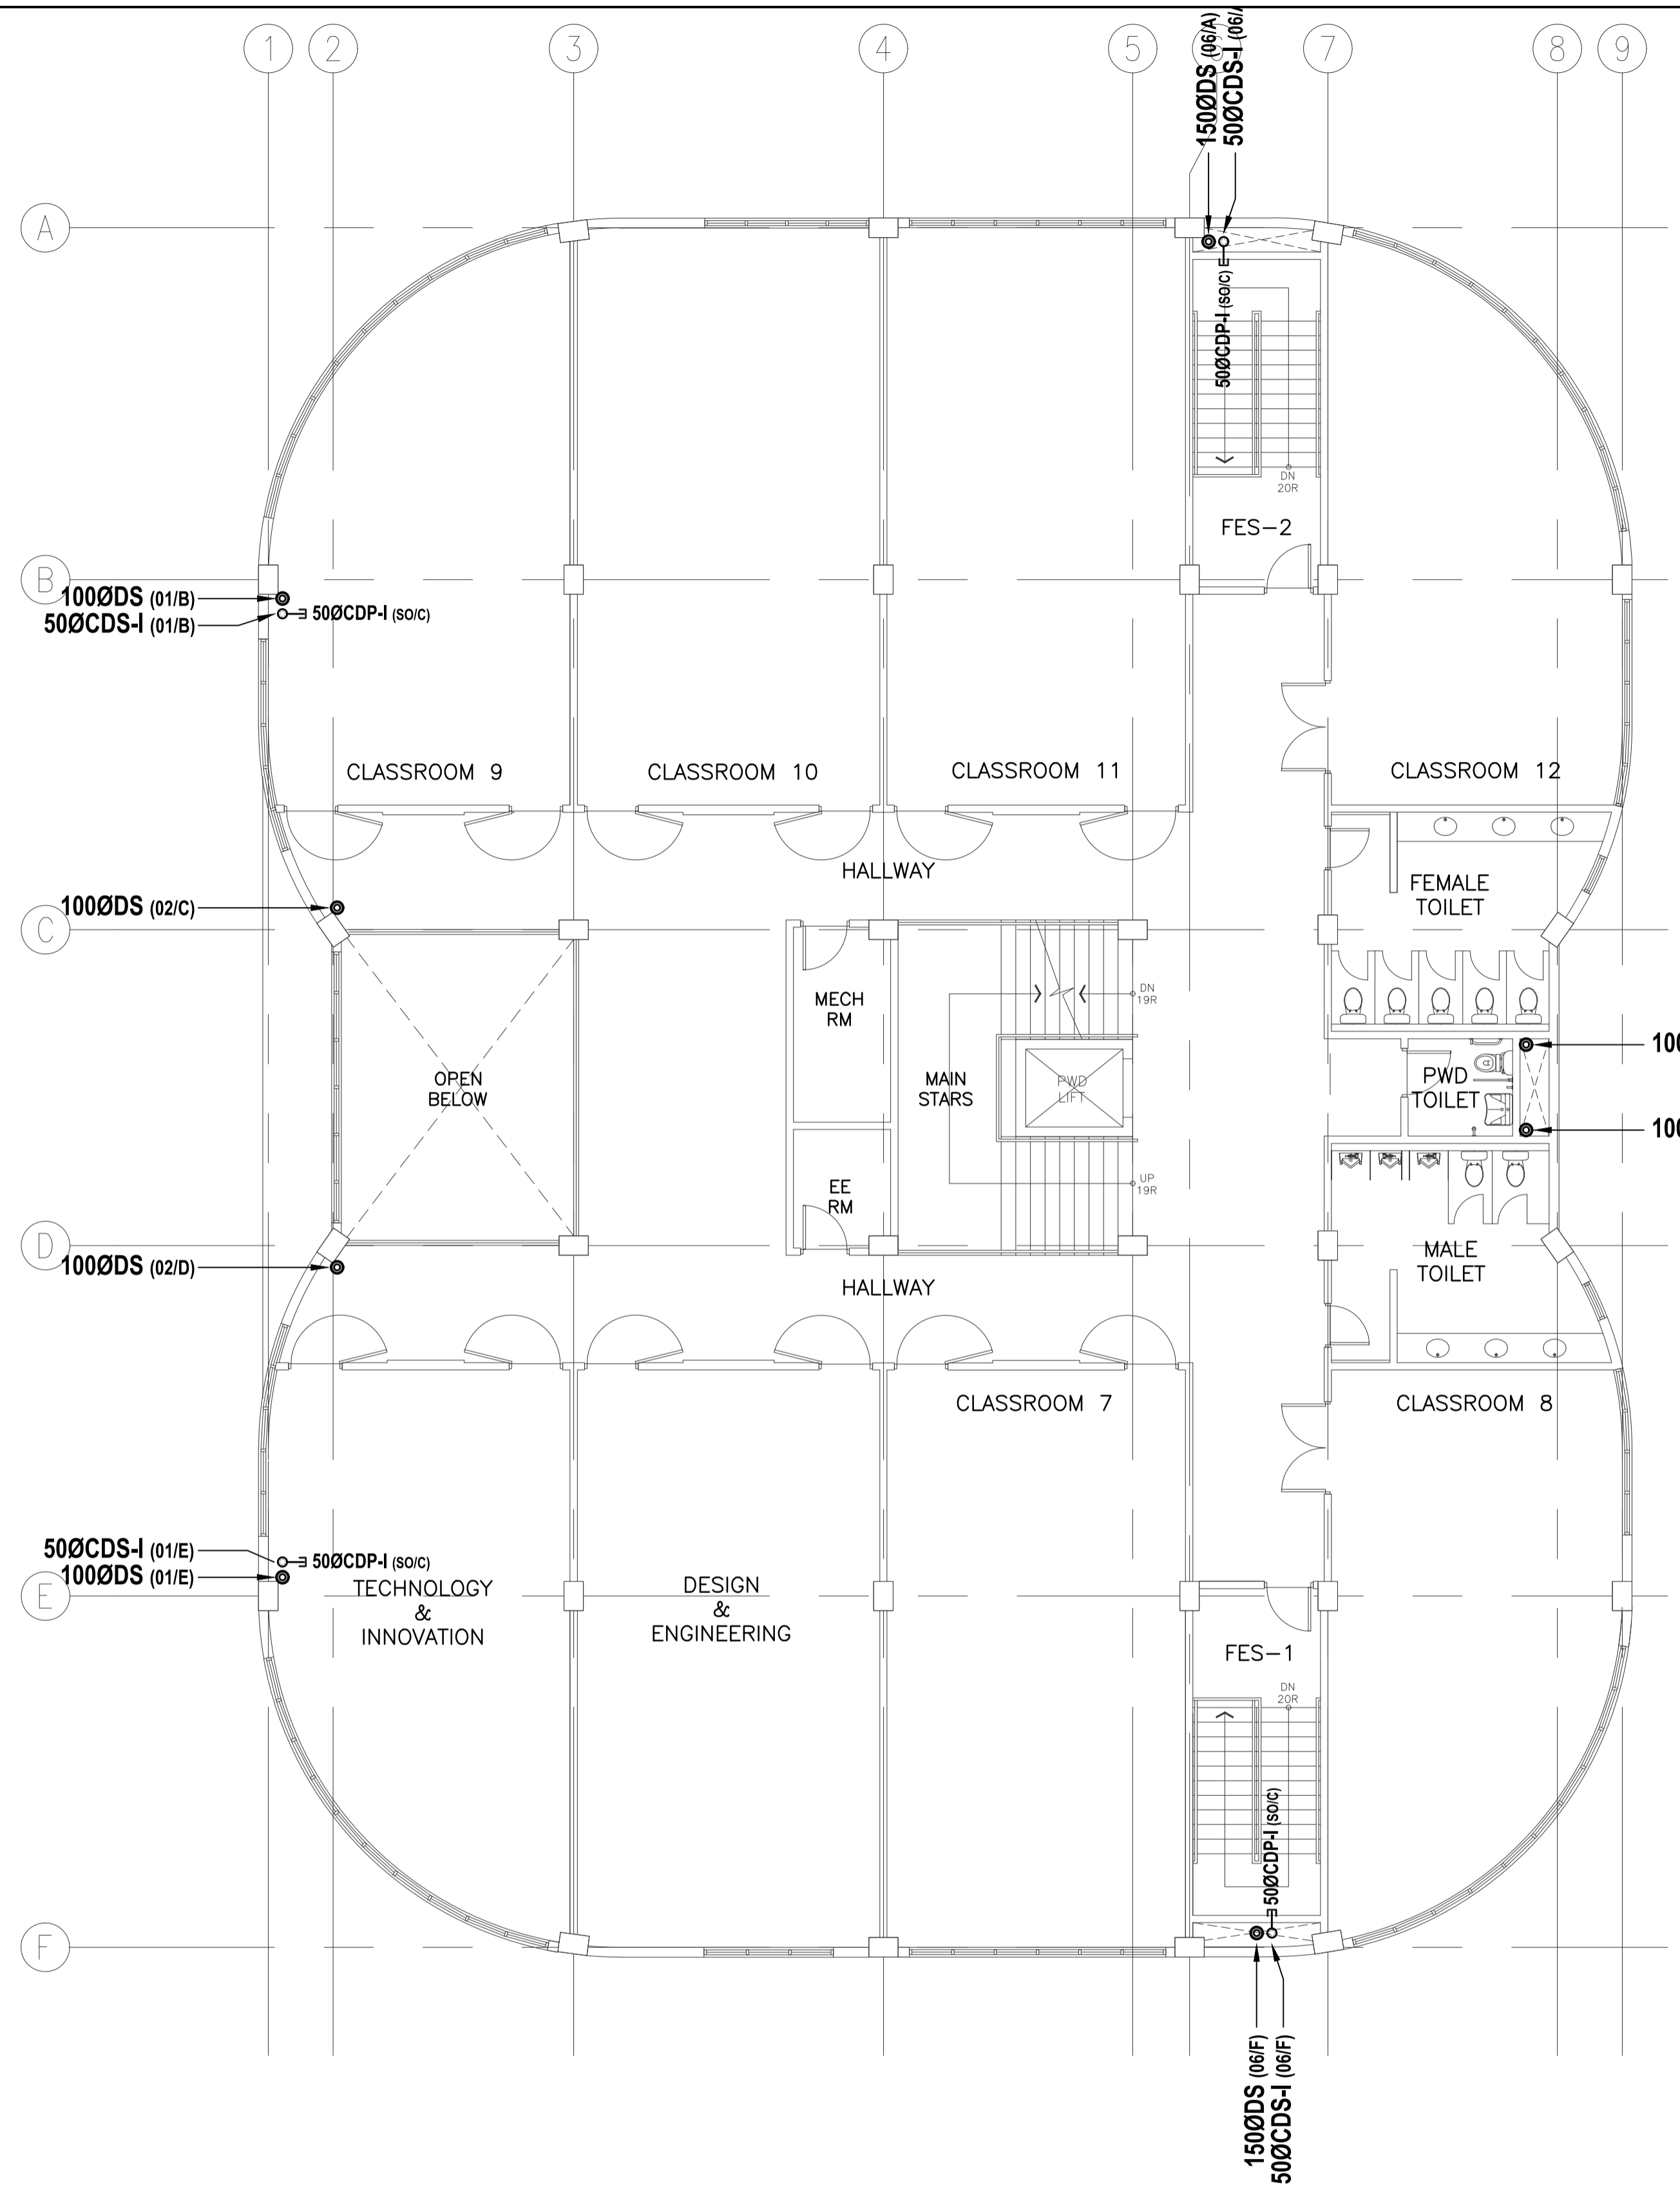 1
2
3
4
5
6
7
8
9
150ØDS (06/A)
50ØCDS-I (06/
A
50ØCDP-I (SO/C)
DN
20R
FES-2
B
100ØDS (01/B)
50ØCDS-I (01/B)
50ØCDP-I (SO/C)
CLASSROOM 9
CLASSROOM 10
CLASSROOM 11
CLASSROOM 12
HALLWAY
FEMALE
TOILET
100ØDS (02/C)
C
MECH
RM
DN
19R
OPEN
BELOW
MAIN
STARS
PWD
LIFT
PWD
TOILET
100
100
EE
RM
UP
19R
D
100ØDS (02/D)
MALE
TOILET
HALLWAY
CLASSROOM 7
CLASSROOM 8
50ØCDS-I (01/E)
100ØDS (01/E)
50ØCDP-I (SO/C)
E
TECHNOLOGY
&
INNOVATION
DESIGN
&
ENGINEERING
FES-1
DN
20R
50ØCDP-I (SO/C)
F
150ØDS (06/F)
50ØCDS-I (06/F)